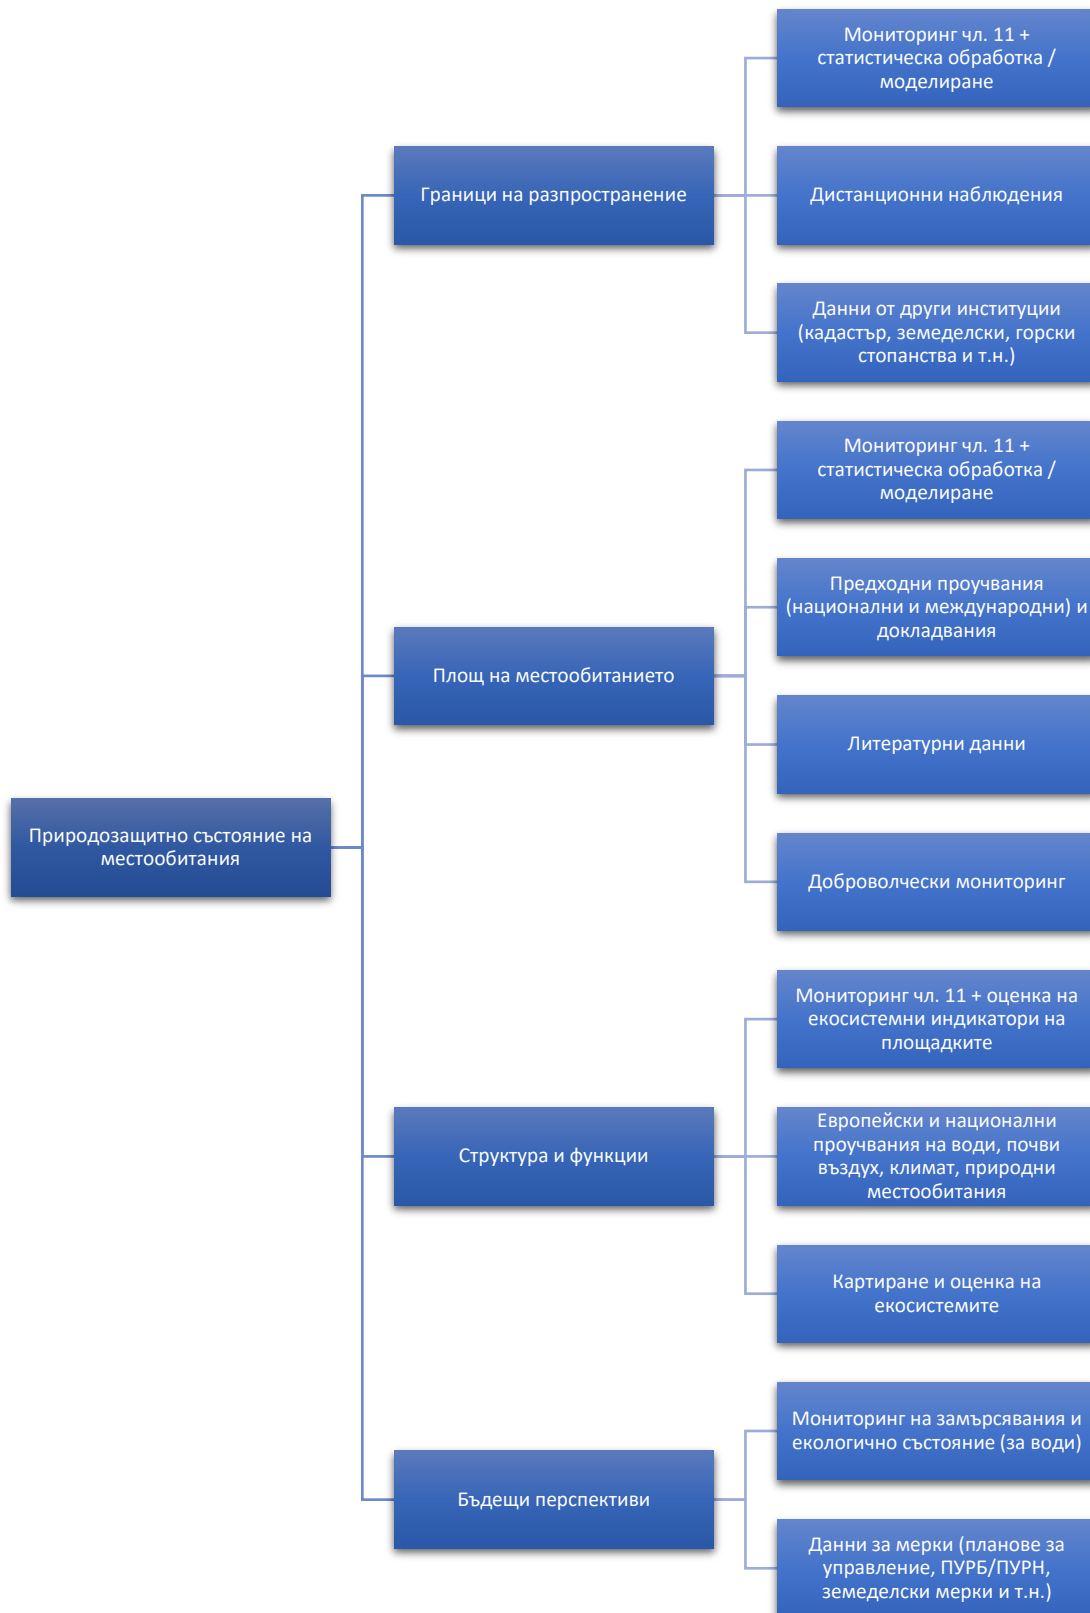 Природозащитно състояние на
местообитания
Граници на разпространение
Мониторинг чл. 11 +
статистическа обработка /
моделиране
Дистанционни наблюдения
Данни от други институции
(кадастър, земеделски, горски
стопанства и т.н.)
Площ на местообитанието
Мониторинг чл. 11 +
статистическа обработка /
моделиране
Предходни проучвания
(национални и международни) и
докладвания
Литературни данни
Доброволчески мониторинг
Структура и функции
Мониторинг чл. 11 + оценка на
екосистемни индикатори на
площадките
Европейски и национални
проучвания на води, почви
въздух, климат, природни
местообитания
Картиране и оценка на
екосистемите
Бъдещи перспективи
Мониторинг на замърсявания и
екологично състояние (за води)
Данни за мерки (планове за
управление, ПУРБ/ПУРН,
земеделски мерки и т.н.)